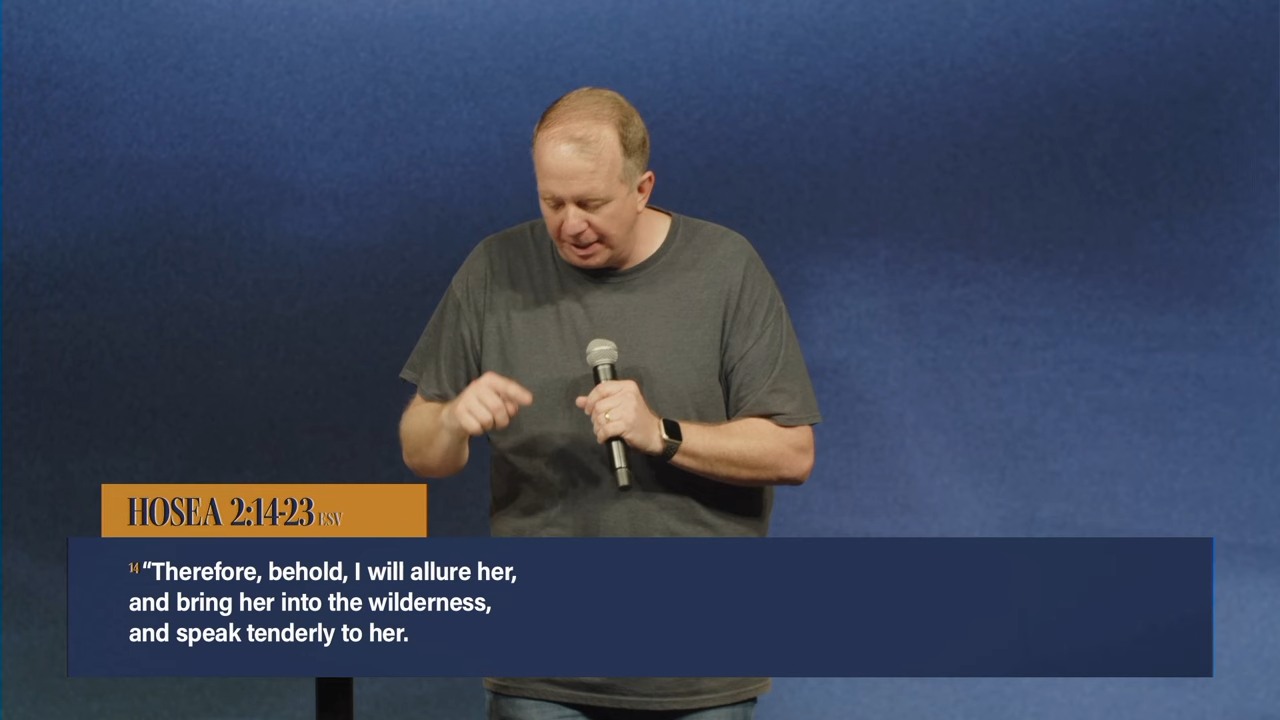 HOSEA 2:14-23 ESV
14 “Therefore, behold, I will allure her,
and bring her into the wilderness,
and speak tenderly to her.